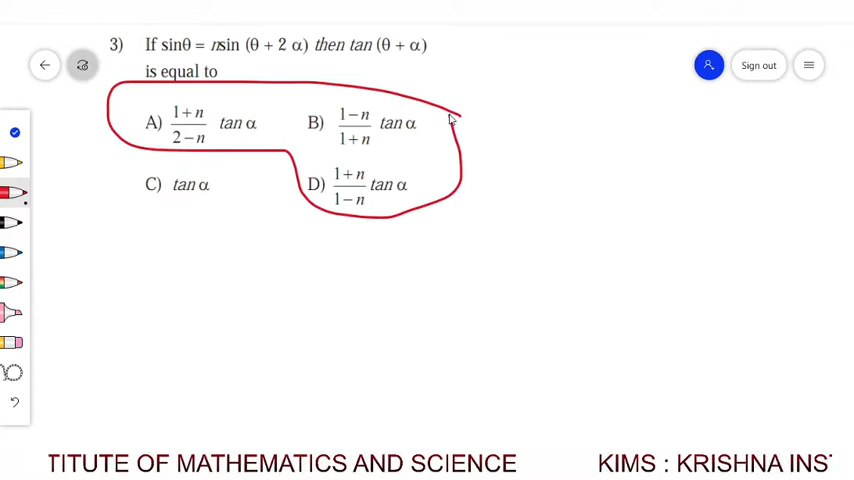 3) If sinθ = nsin (θ + 2 α) then tan (θ + α)
is equal to
A) (1+n)/(2−n) tan α B) (1−n)/(1+n) tan α
C) tan α D) (1+n)/(1−n) tan α
Sign out
TITUTE OF MATHEMATICS AND SCIENCE KIMS : KRISHNA INST